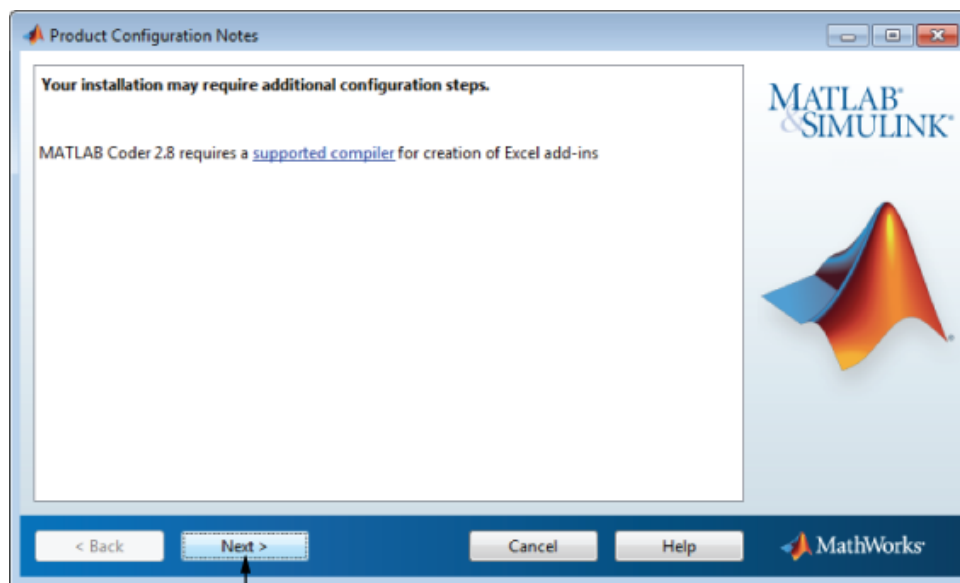 Product Configuration Notes
Your installation may require additional configuration steps.
MATLAB Coder 2.8 requires a supported compiler for creation of Excel add-ins
MATLAB®
&SIMULINK®
< Back
Next >
Cancel
Help
MathWorks®